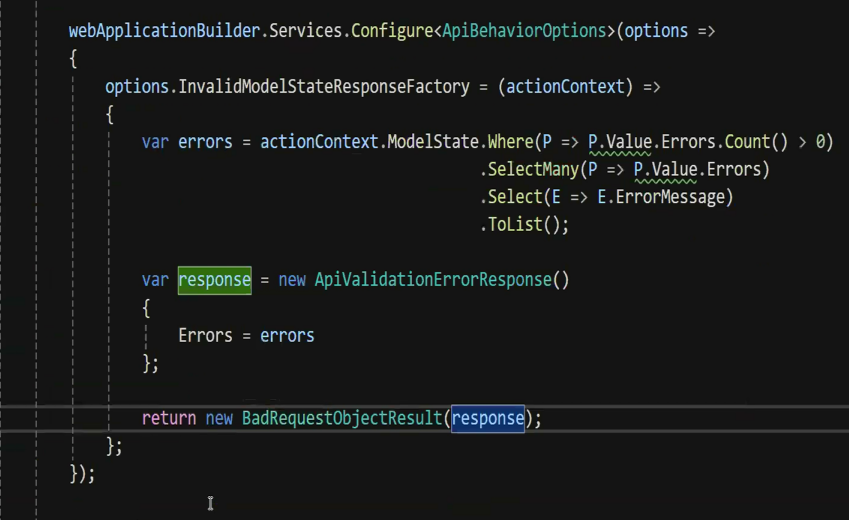 webApplicationBuilder.Services.Configure<ApiBehaviorOptions>(options =>
{
options.InvalidModelStateResponseFactory = (actionContext) =>
{
var errors = actionContext.ModelState.Where(P => P.Value.Errors.Count() > 0)
.SelectMany(P => P.Value.Errors)
.Select(E => E.ErrorMessage)
.ToList();
var response = new ApiValidationErrorResponse()
{
Errors = errors
};
return new BadRequestObjectResult(response);
};
});